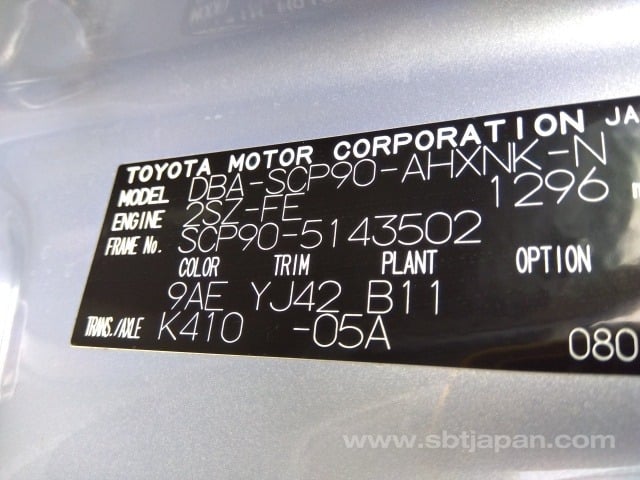 TOYOTA MOTOR CORPORATION JA
MODEL DBA-SCP90-AHXNK-N
ENGINE 2SZ-FE 1296
FRAME No. SCP90-5143502
COLOR TRIM PLANT OPTION
9AE YJ42 B11
TRANS./AXLE K410 -05A
080
www.sbtjapan.com